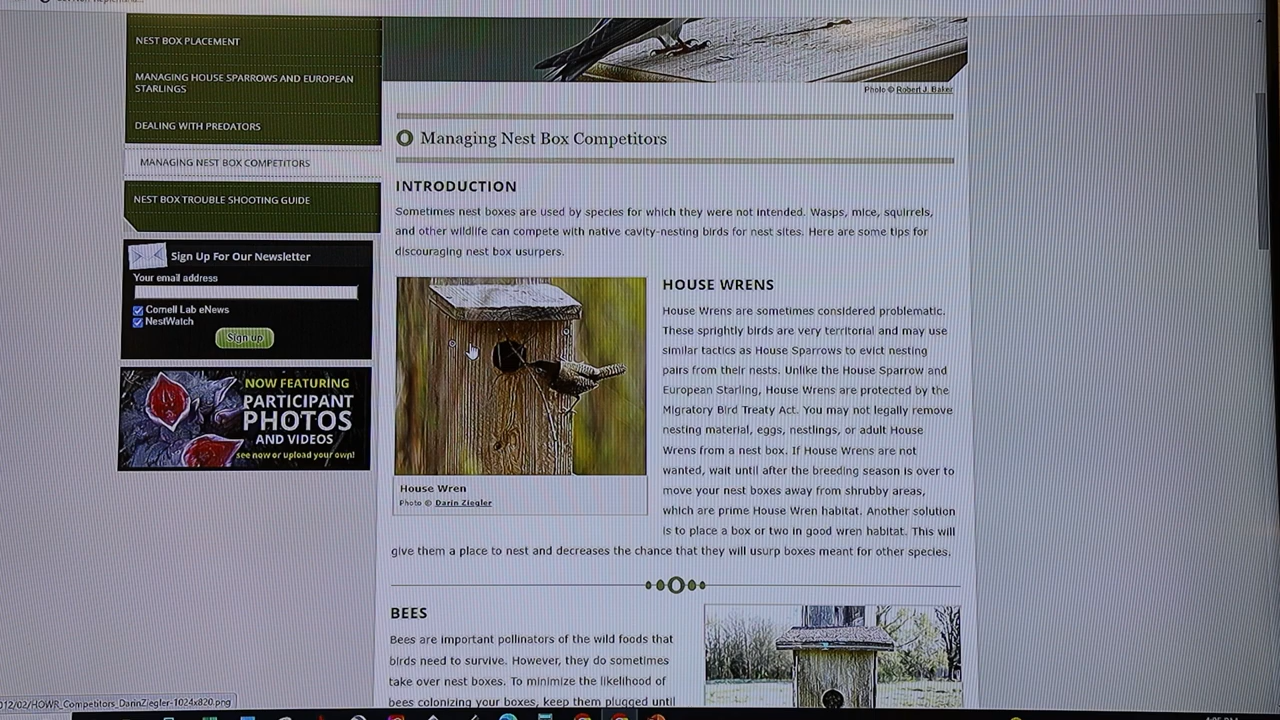 NEST BOX PLACEMENT
MANAGING HOUSE SPARROWS AND EUROPEAN
STARLINGS
DEALING WITH PREDATORS
MANAGING NEST BOX COMPETITORS
NEST BOX TROUBLE SHOOTING GUIDE
Sign Up For Our Newsletter
Your email address
Cornell Lab eNews
NestWatch
Sign up
NOW FEATURING
PARTICIPANT
PHOTOS
AND VIDEOS
see now or upload your own!
Photo © Robert J. Baker
Managing Nest Box Competitors
INTRODUCTION
Sometimes nest boxes are used by species for which they were not intended. Wasps, mice, squirrels,
and other wildlife can compete with native cavity-nesting birds for nest sites. Here are some tips for
discouraging nest box usurpers.
House Wren
Photo © Darin Ziegler
HOUSE WRENS
House Wrens are sometimes considered problematic.
These sprightly birds are very territorial and may use
similar tactics as House Sparrows to evict nesting
pairs from their nests. Unlike the House Sparrow and
European Starling, House Wrens are protected by the
Migratory Bird Treaty Act. You may not legally remove
nesting material, eggs, nestlings, or adult House
Wrens from a nest box. If House Wrens are not
wanted, wait until after the breeding season is over to
move your nest boxes away from shrubby areas,
which are prime House Wren habitat. Another solution
is to place a box or two in good wren habitat. This will
give them a place to nest and decreases the chance that they will usurp boxes meant for other species.
BEES
Bees are important pollinators of the wild foods that
birds need to survive. However, they do sometimes
take over nest boxes. To minimize the likelihood of
bees colonizing your boxes, keep them plugged until
012/02/HOWR_Competitors_DarinZiegler-1024x820.png